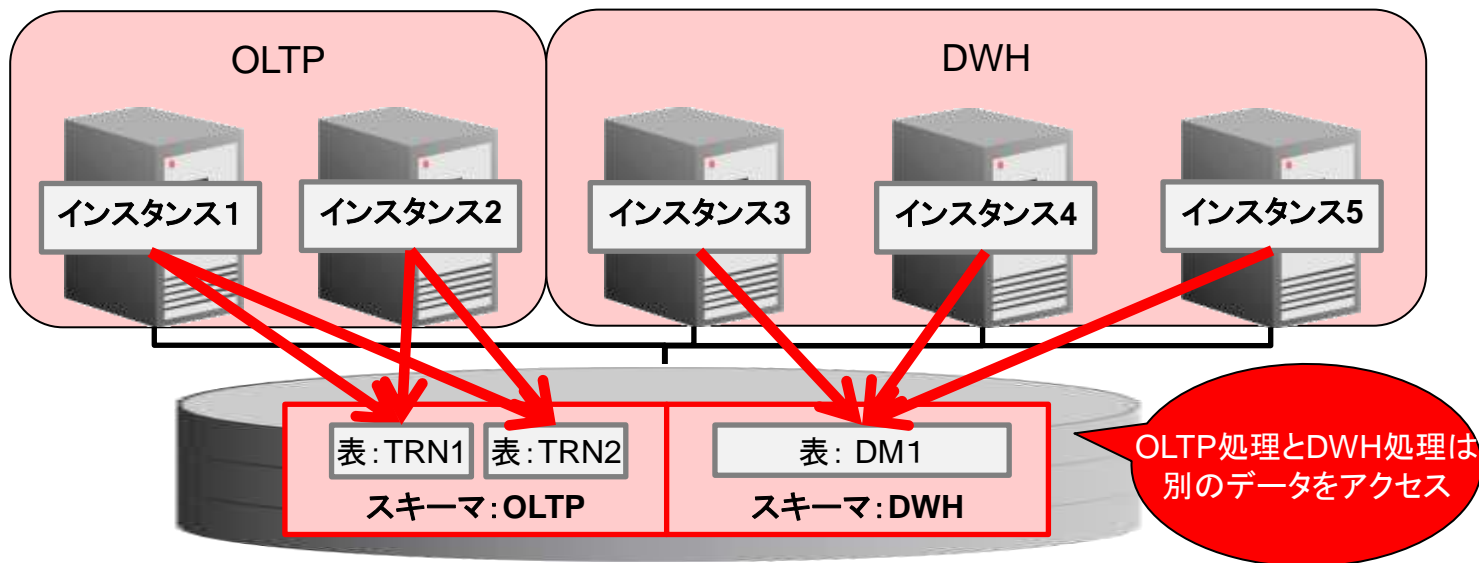 OLTP
DWH
インスタンス1
インスタンス2
インスタンス3
インスタンス4
インスタンス5
表:TRN1
表:TRN2
表: DM1
スキーマ:OLTP
スキーマ:DWH
OLTP処理とDWH処理は
別のデータをアクセス